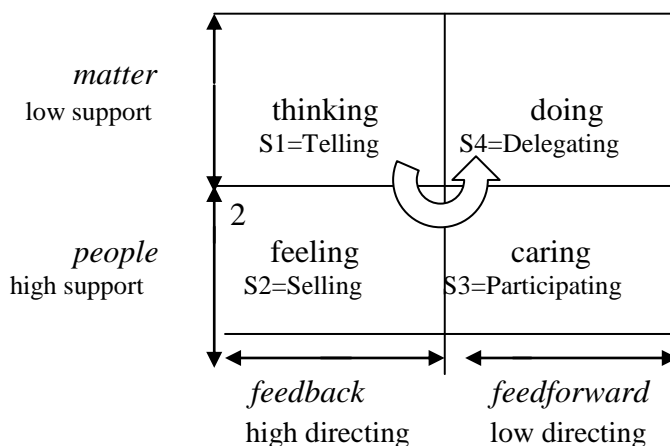 matter
low support
thinking
S1=Telling
doing
S4=Delegating
2
people
high support
feeling
S2=Selling
caring
S3=Participating
feedback
high directing
feedforward
low directing